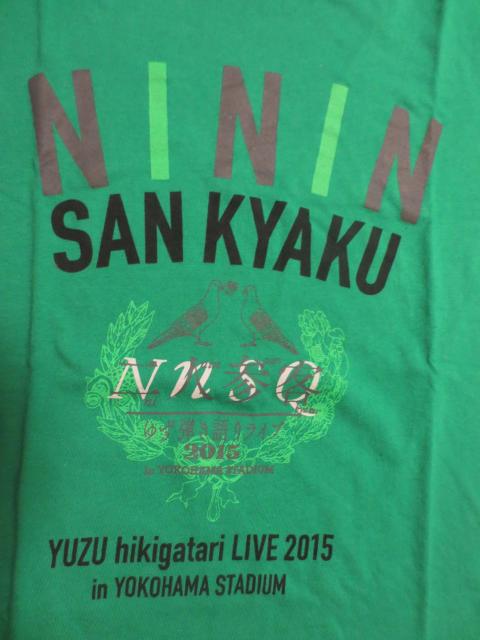 NININ
SAN KYAKU
NNSQ
ゆず弾き語りライブ
2015
in YOKOHAMA STADIUM
YUZU hikigatari LIVE 2015
in YOKOHAMA STADIUM